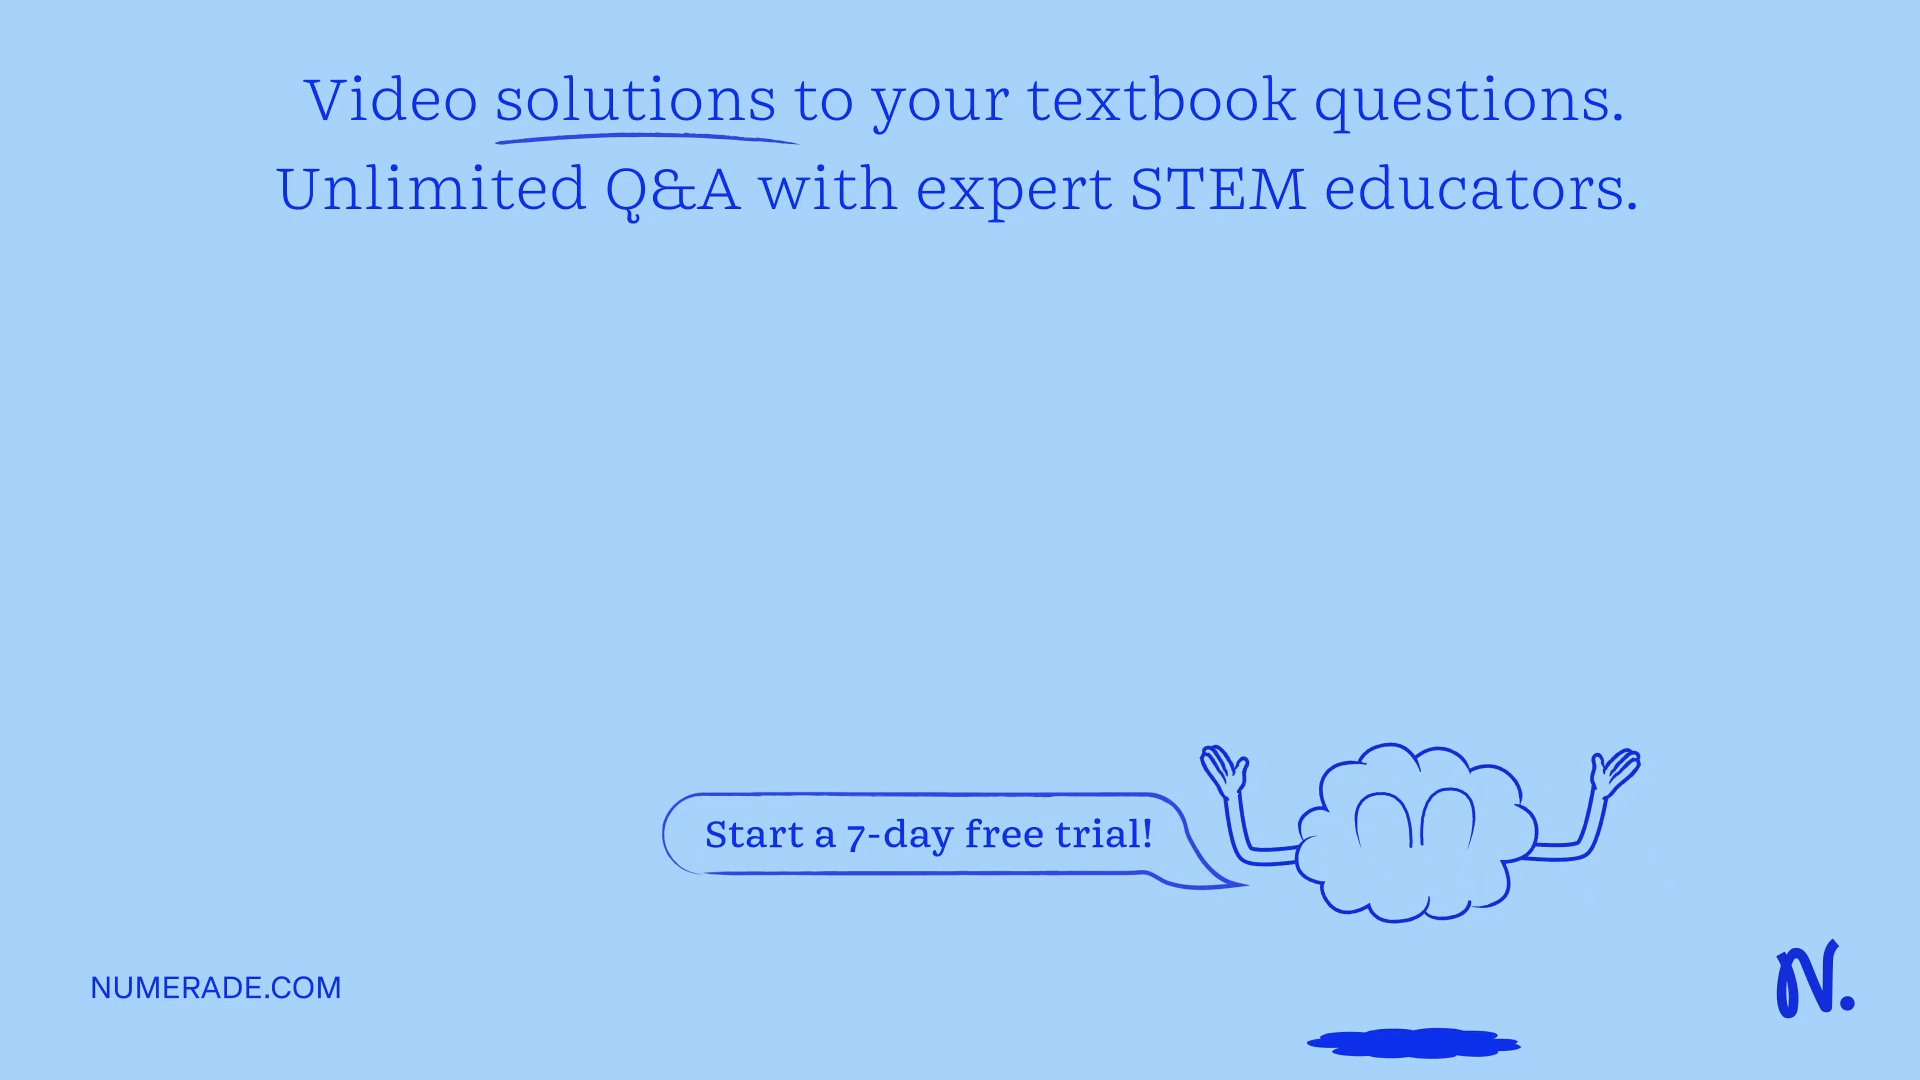 Video solutions to your textbook questions.
Unlimited Q&A with expert STEM educators.
Start a 7-day free trial!
NUMERADE.COM
N.